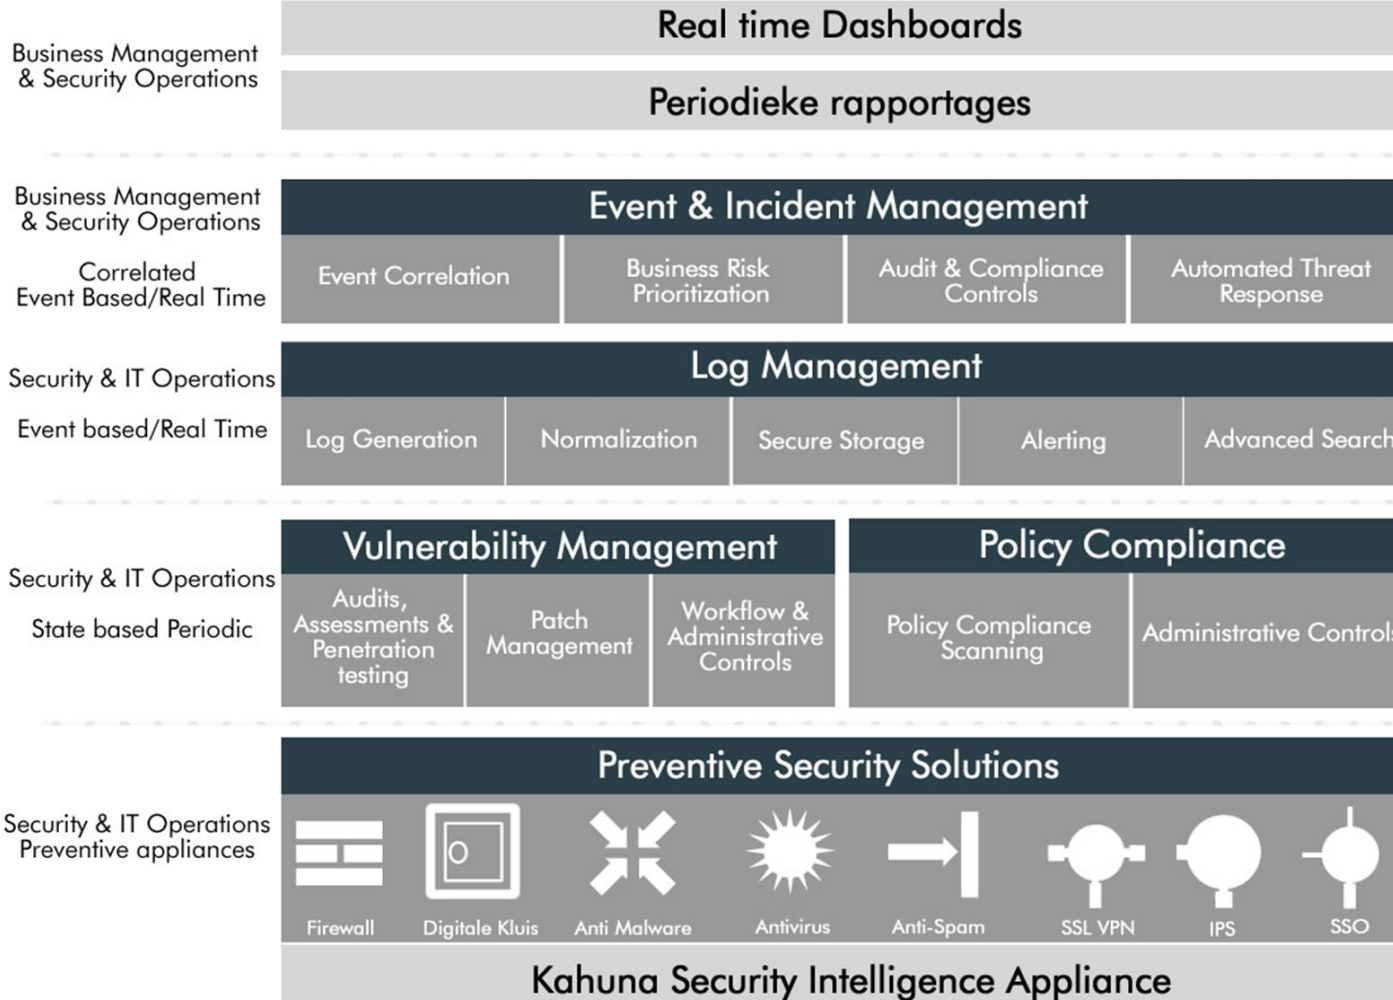 Real time Dashboards
Business Management
& Security Operations
Periodieke rapportages
Business Management
& Security Operations
Correlated
Event Based/Real Time
Event & Incident Management
Event Correlation
Business Risk
Prioritization
Audit & Compliance
Controls
Automated Threat
Response
Security & IT Operations
Event based/Real Time
Log Management
Log Generation
Normalization
Secure Storage
Alerting
Advanced Search
Security & IT Operations
State based Periodic
Vulnerability Management
Audits,
Assessments &
Penetration
testing
Patch
Management
Workflow &
Administrative
Controls
Policy Compliance
Policy Compliance
Scanning
Administrative Controls
Security & IT Operations
Preventive appliances
Preventive Security Solutions
Firewall
Digitale Kluis
Anti Malware
Antivirus
Anti-Spam
SSL VPN
IPS
SSO
Kahuna Security Intelligence Appliance